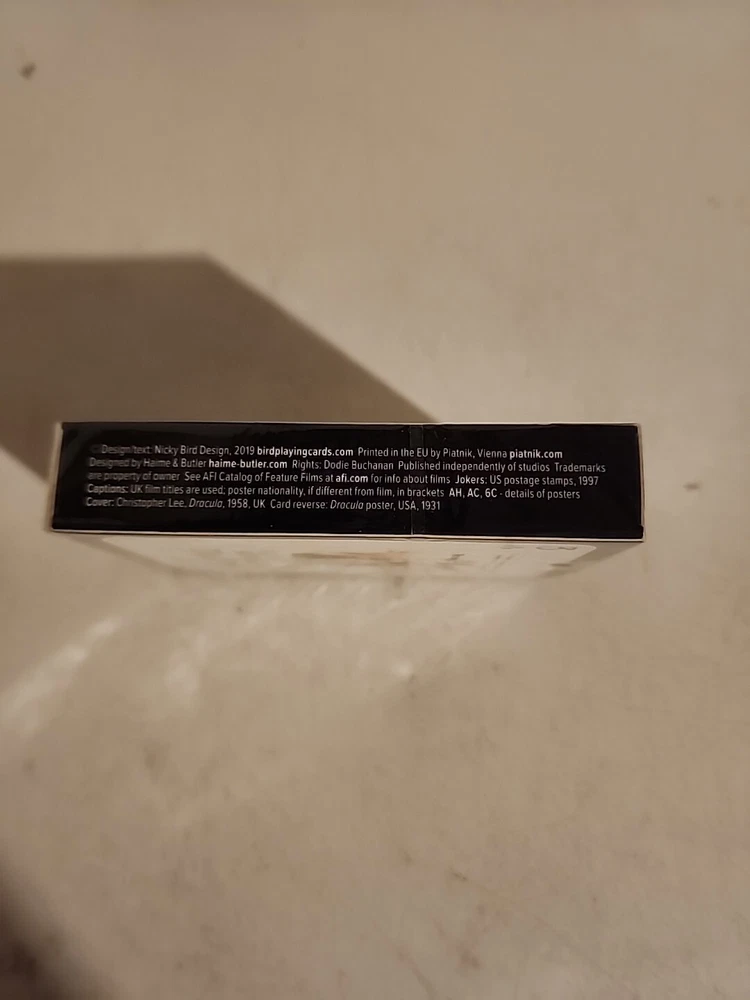 © Design/text: Nicky Bird Design, 2019 birdplayingcards.com Printed in the EU by Piatnik, Vienna piatnik.com
Designed by Haime & Butler haime-butler.com Rights: Dodie Buchanan Published independently of studios Trademarks
are property of owner See AFI Catalog of Feature Films at afi.com for info about films Jokers: US postage stamps, 1997
Captions: UK film titles are used; poster nationality, if different from film, in brackets AH, AC, 6C - details of posters
Cover: Christopher Lee, Dracula, 1958, UK Card reverse: Dracula poster, USA, 1931